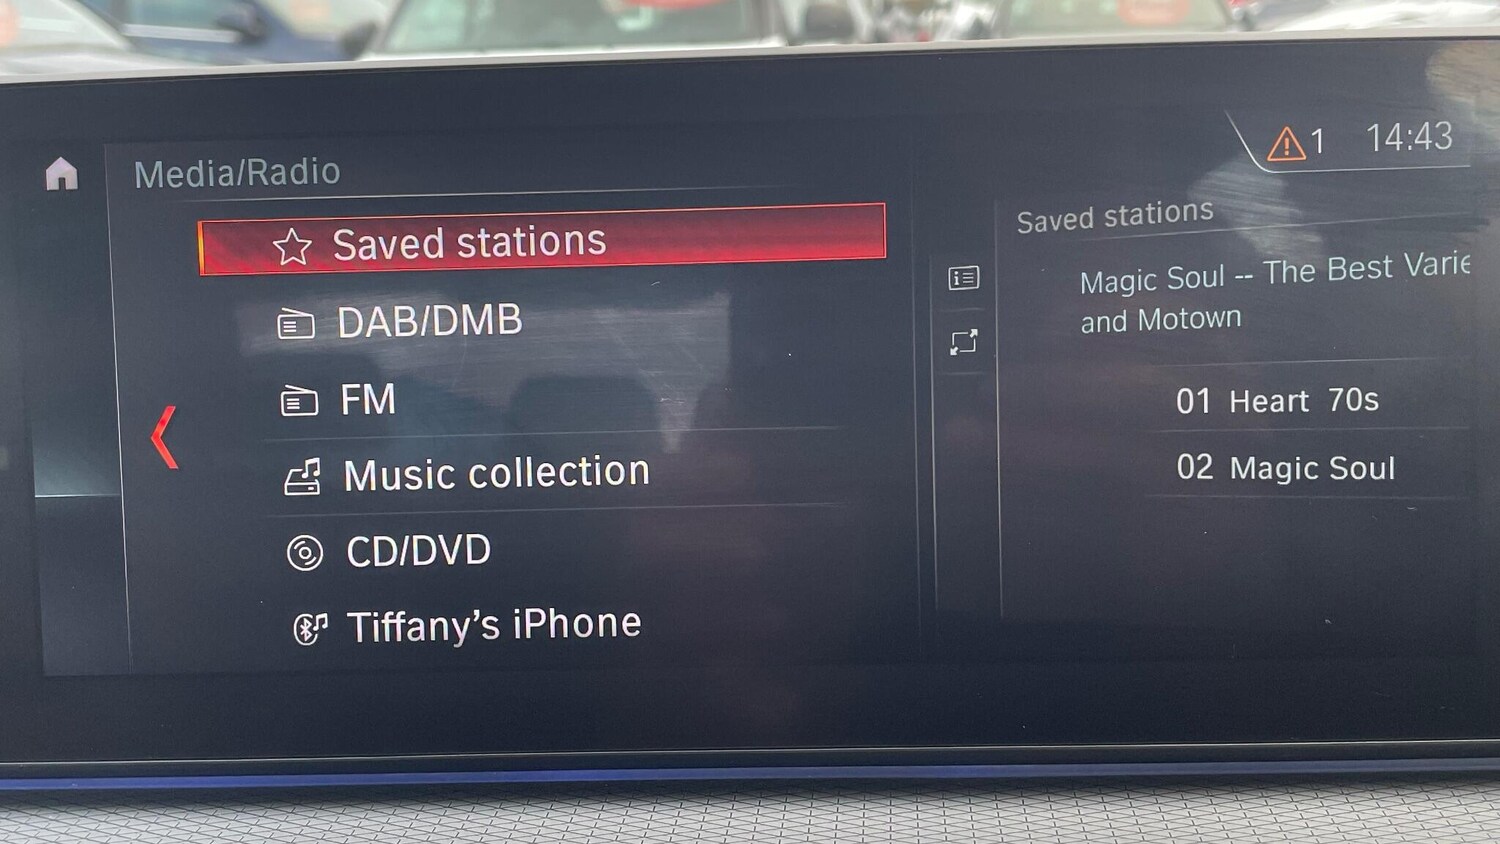 Media/Radio
Saved stations
DAB/DMB
FM
Music collection
CD/DVD
Tiffany's iPhone
1 14:43
Saved stations
Magic Soul -- The Best Varie
and Motown
01 Heart 70s
02 Magic Soul